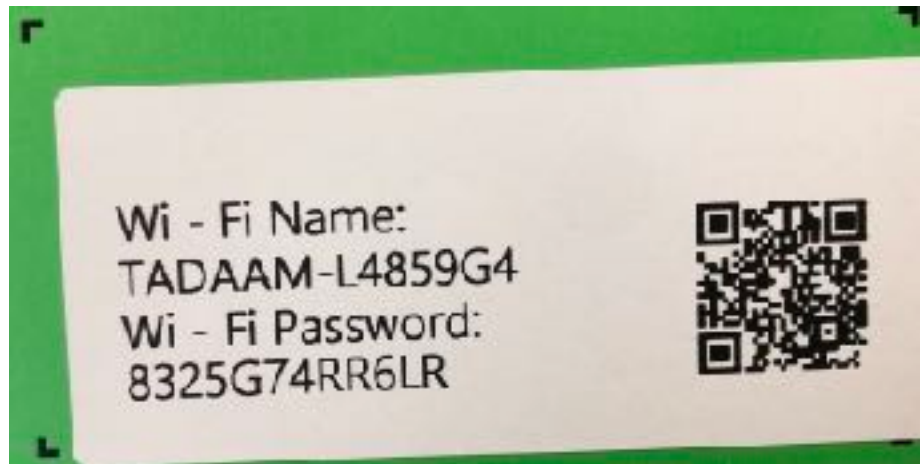 Wi - Fi Name:
TADAAM-L4859G4
Wi - Fi Password:
8325G74RR6LR